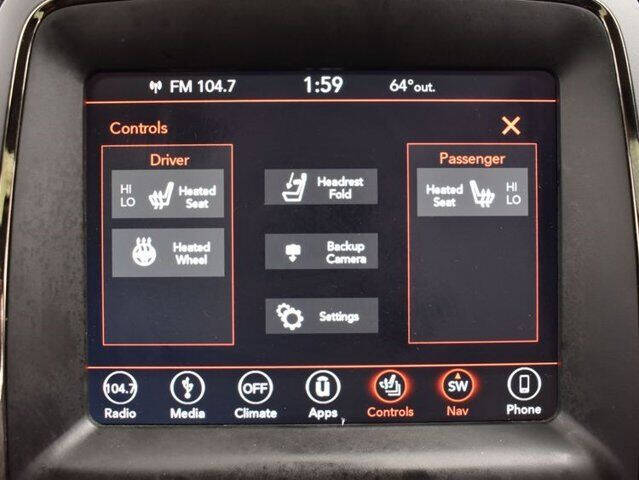 FM 104.7 1:59 64° out.
Controls X
Driver
HI
LO
Heated
Seat
Heated
Wheel
Headrest
Fold
Backup
Camera
Settings
Passenger
Heated
Seat
HI
LO
104.7 OFF SW
Radio Media Climate Apps Controls Nav Phone